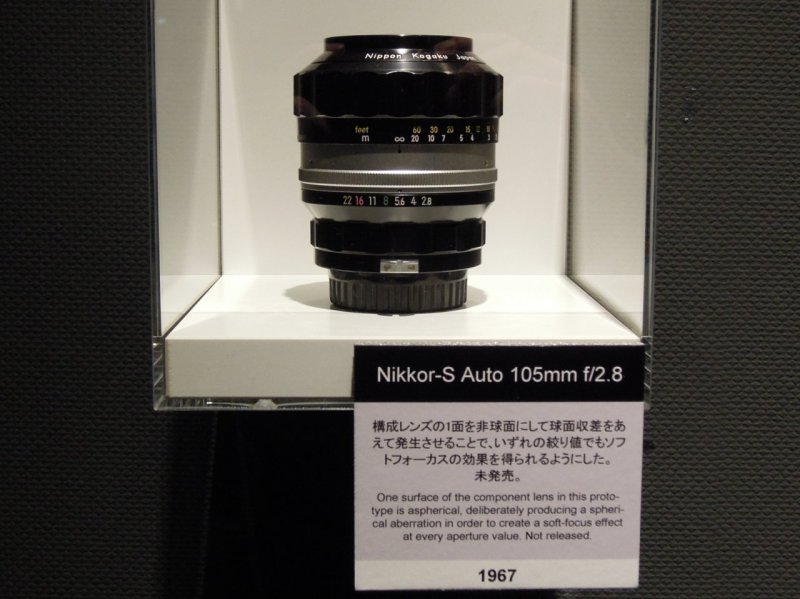 Nippon Kogaku Japan
feet 60 30 20 15 12 10
m ∞ 20 10 7 5 4 3
22 16 11 8 5.6 4 2.8
Nikkor-S Auto 105mm f/2.8
構成レンズの1面を非球面にして球面収差をあ
えて発生させることで、いずれの絞り値でもソフ
トフォーカスの効果を得られるようにした。
未発売。
One surface of the component lens in this proto-
type is aspherical, deliberately producing a spheri-
cal aberration in order to create a soft-focus effect
at every aperture value. Not released.
1967